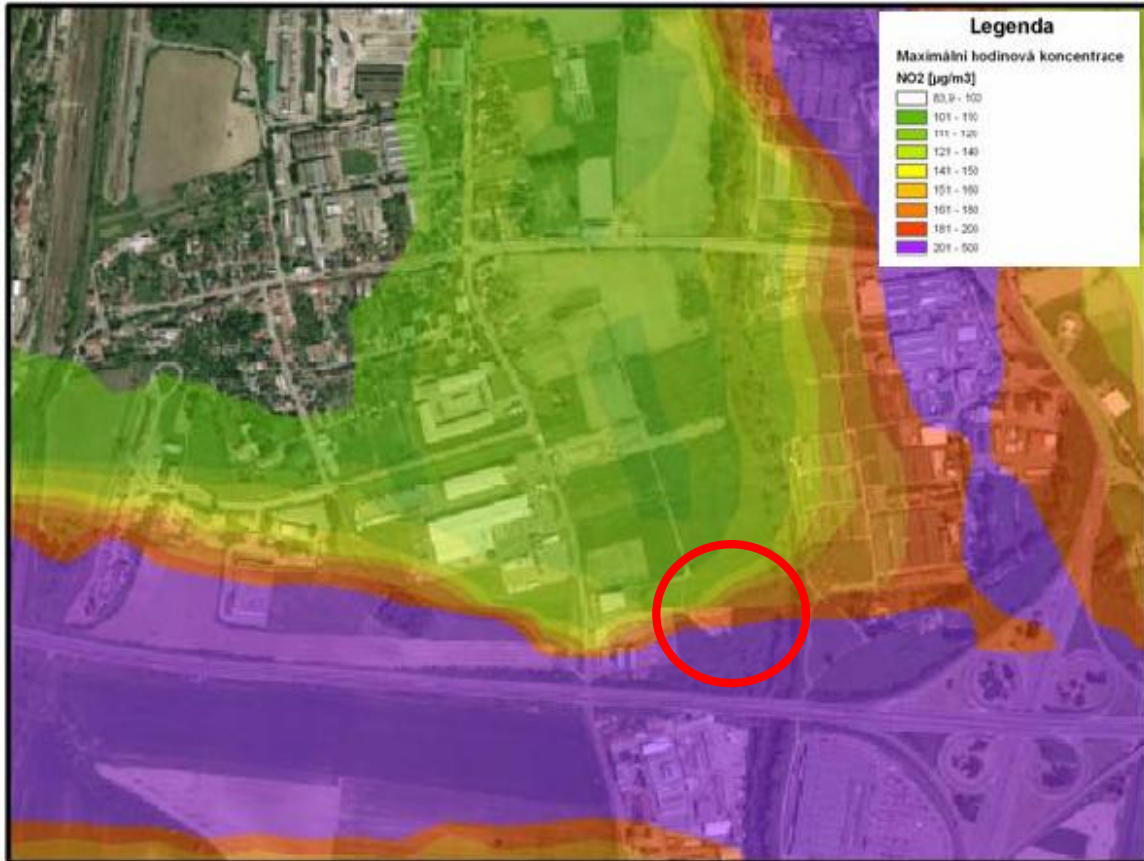 Legenda
Maximální hodinová koncentrace
NO2 [µg/m3]
83,9 - 100
101 - 110
111 - 120
121 - 140
141 - 150
151 - 160
161 - 180
181 - 200
201 - 500